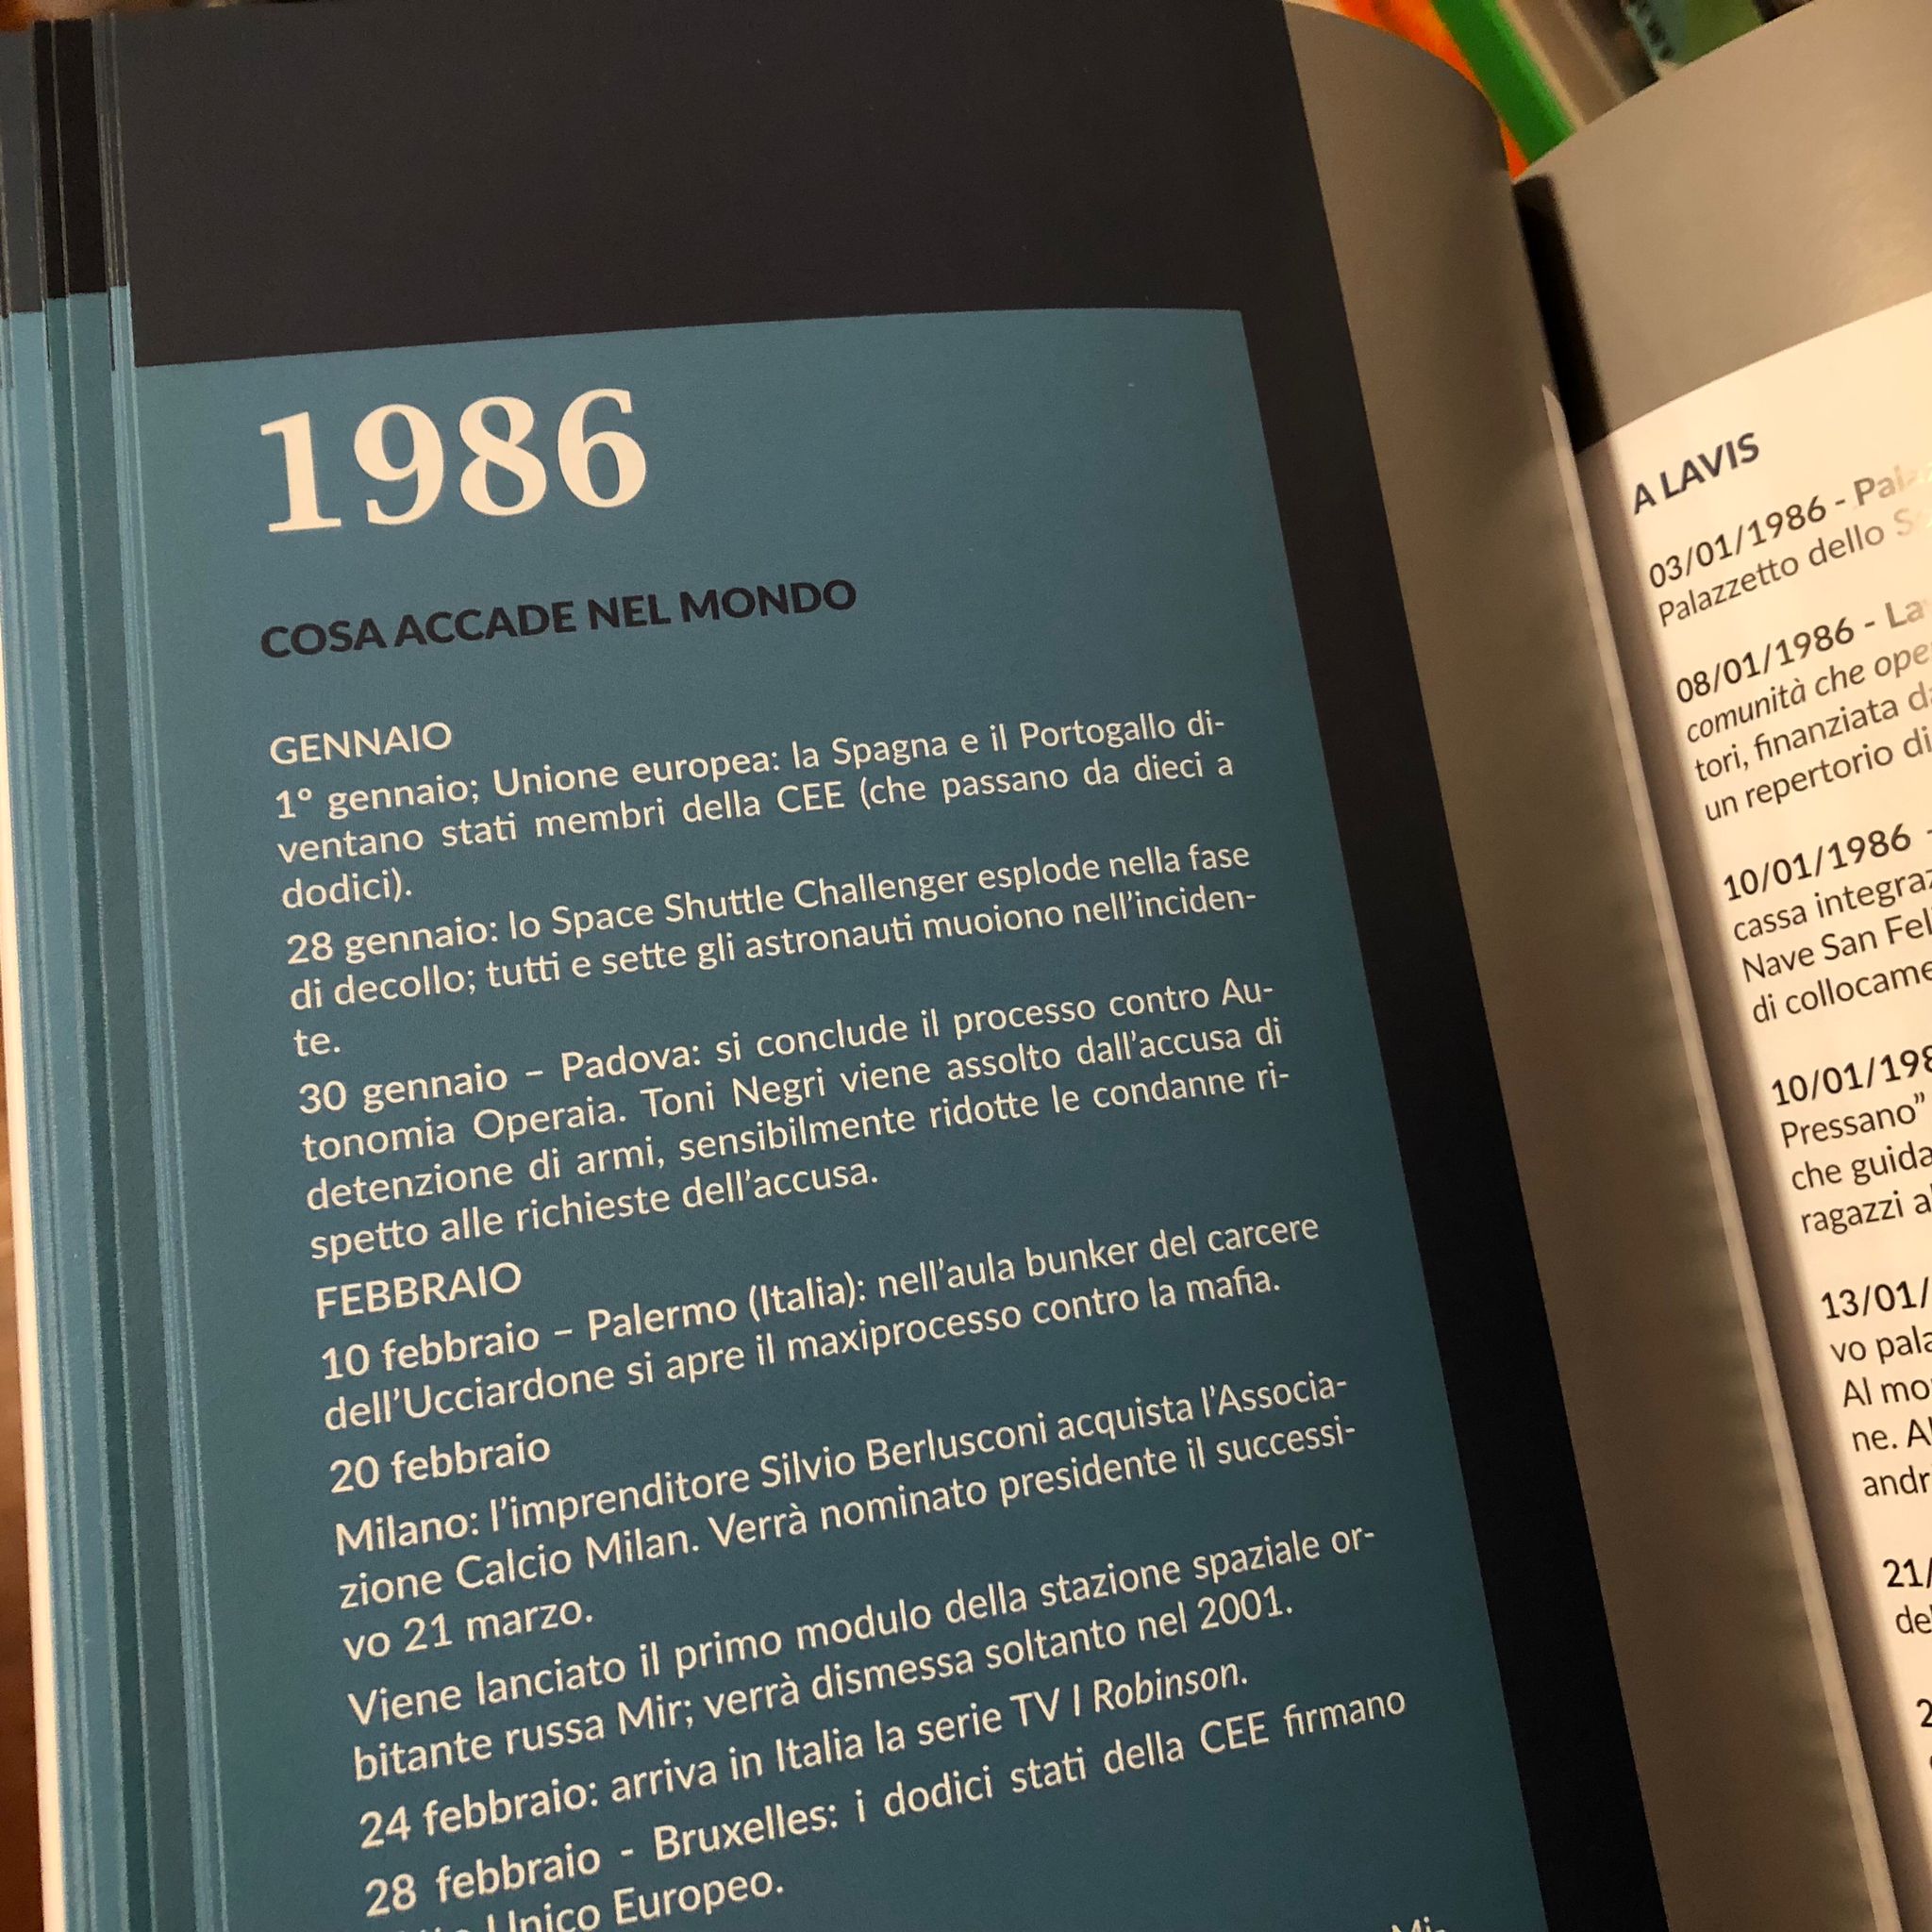 1986
COSA ACCADE NEL MONDO
GENNAIO
1° gennaio; Unione europea: la Spagna e il Portogallo di-
ventano stati membri della CEE (che passano da dieci a
dodici).
28 gennaio: lo Space Shuttle Challenger esplode nella fase
di decollo; tutti e sette gli astronauti muoiono nell'inciden-
te.
30 gennaio – Padova: si conclude il processo contro Au-
tonomia Operaia. Toni Negri viene assolto dall'accusa di
detenzione di armi, sensibilmente ridotte le condanne ri-
spetto alle richieste dell'accusa.
FEBBRAIO
10 febbraio – Palermo (Italia): nell'aula bunker del carcere
dell'Ucciardone si apre il maxiprocesso contro la mafia.
20 febbraio
Milano: l'imprenditore Silvio Berlusconi acquista l'Associa-
zione Calcio Milan. Verrà nominato presidente il successi-
vo 21 marzo.
Viene lanciato il primo modulo della stazione spaziale or-
bitante russa Mir; verrà dismessa soltanto nel 2001.
24 febbraio: arriva in Italia la serie TV I Robinson.
28 febbraio - Bruxelles: i dodici stati della CEE firmano
Unico Europeo.
A LAVIS
03/01/1986 -
Palazzetto dello
08/01/1986 -
comunità che
tori, finanziata
un repertorio di
10/01/1986 -
cassa
Nave San
di
10/01/
Pressano”
che
ragazzi
13/01/
vo
Al
ne.
21/